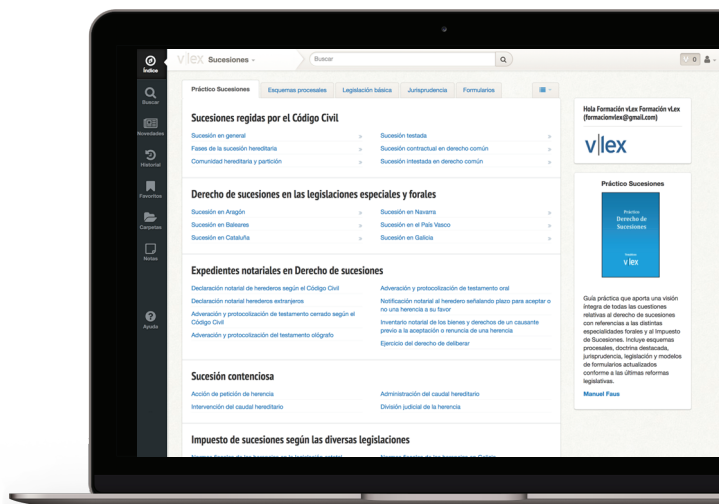 Índice
vlex Sucesiones
Buscar
V 0
Buscar
Novedades
Historial
Favoritos
Carpetas
Notas
Ayuda
Práctico Sucesiones Esquemas procesales Legislación básica Jurisprudencia Formularios
Sucesiones regidas por el Código Civil
Sucesión en general » Sucesión testada »
Fases de la sucesión hereditaria » Sucesión contractual en derecho común »
Comunidad hereditaria y partición » Sucesión intestada en derecho común »
Derecho de sucesiones en las legislaciones especiales y forales
Sucesión en Aragón » Sucesión en Navarra »
Sucesión en Baleares » Sucesión en el País Vasco »
Sucesión en Cataluña » Sucesión en Galicia »
Expedientes notariales en Derecho de sucesiones
Declaración notarial de herederos según el Código Civil
Declaración notarial herederos extranjeros
Adveración y protocolización de testamento cerrado según el
Código Civil
Adveración y protocolización del testamento ológrafo
Adveración y protocolización de testamento oral
Notificación notarial al heredero señalando plazo para aceptar o
no una herencia a su favor
Inventario notarial de los bienes y derechos de un causante
previo a la aceptación o renuncia de una herencia
Ejercicio del derecho de deliberar
Sucesión contenciosa
Acción de petición de herencia Administración del caudal hereditario
Intervención del caudal hereditario División judicial de la herencia
Impuesto de sucesiones según las diversas legislaciones
Hola Formación vLex Formación vLex
(formacionvlex@gmail.com)
v|lex
Práctico Sucesiones
Práctico
Derecho de
Sucesiones
v lex
Guía práctica que aporta una visión
íntegra de todas las cuestiones
relativas al derecho de sucesiones
con referencias a las distintas
especialidades forales y al Impuesto
de Sucesiones. Incluye esquemas
procesales, doctrina destacada,
jurisprudencia, legislación y modelos
de formularios actualizados
conforme a las últimas reformas
legislativas.
Manuel Faus